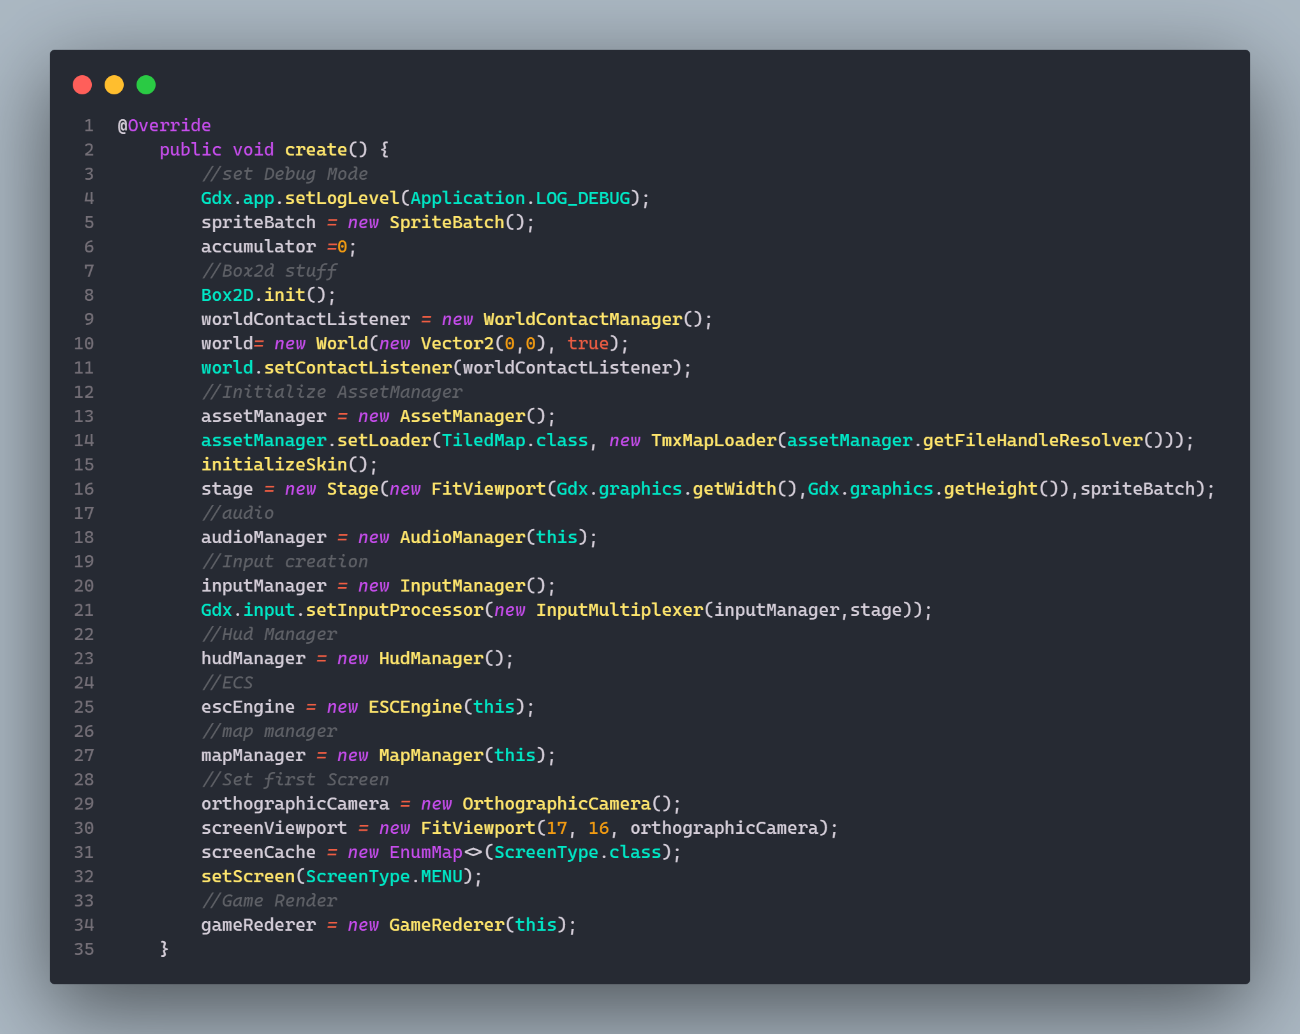 1 @Override
2 public void create() {
3 //set Debug Mode
4 Gdx.app.setLogLevel(Application.LOG_DEBUG);
5 spriteBatch = new SpriteBatch();
6 accumulator =0;
7 //Box2d stuff
8 Box2D.init();
9 worldContactListener = new WorldContactManager();
10 world= new World(new Vector2(0,0), true);
11 world.setContactListener(worldContactListener);
12 //Initialize AssetManager
13 assetManager = new AssetManager();
14 assetManager.setLoader(TiledMap.class, new TmxMapLoader(assetManager.getFileHandleResolver()));
15 initializeSkin();
16 stage = new Stage(new FitViewport(Gdx.graphics.getWidth(),Gdx.graphics.getHeight()),spriteBatch);
17 //audio
18 audioManager = new AudioManager(this);
19 //Input creation
20 inputManager = new InputManager();
21 Gdx.input.setInputProcessor(new InputMultiplexer(inputManager,stage));
22 //Hud Manager
23 hudManager = new HudManager();
24 //ECS
25 escEngine = new ESCEngine(this);
26 //map manager
27 mapManager = new MapManager(this);
28 //Set first Screen
29 orthographicCamera = new OrthographicCamera();
30 screenViewport = new FitViewport(17, 16, orthographicCamera);
31 screenCache = new EnumMap<>(ScreenType.class);
32 setScreen(ScreenType.MENU);
33 //Game Render
34 gameRederer = new GameRederer(this);
35 }